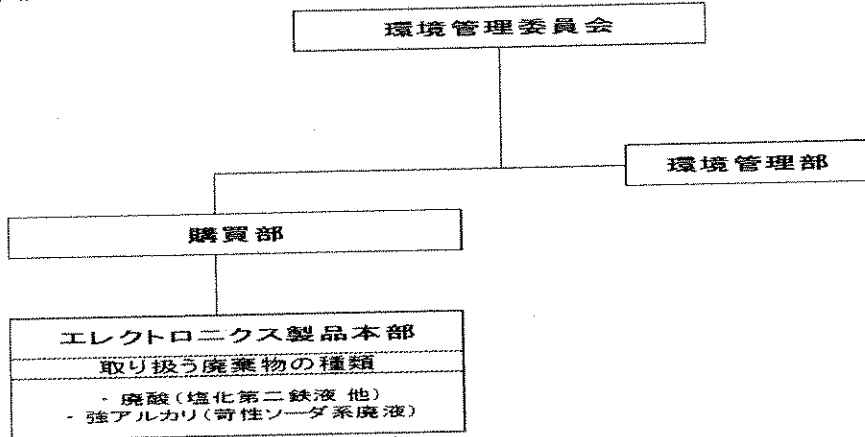 環境管理委員会
環境管理部
購買部
エレクトロニクス製品本部
取り扱う廃棄物の種類
・廃酸(塩化第二鉄液 他)
・強アルカリ(苛性ソーダ系廃液)